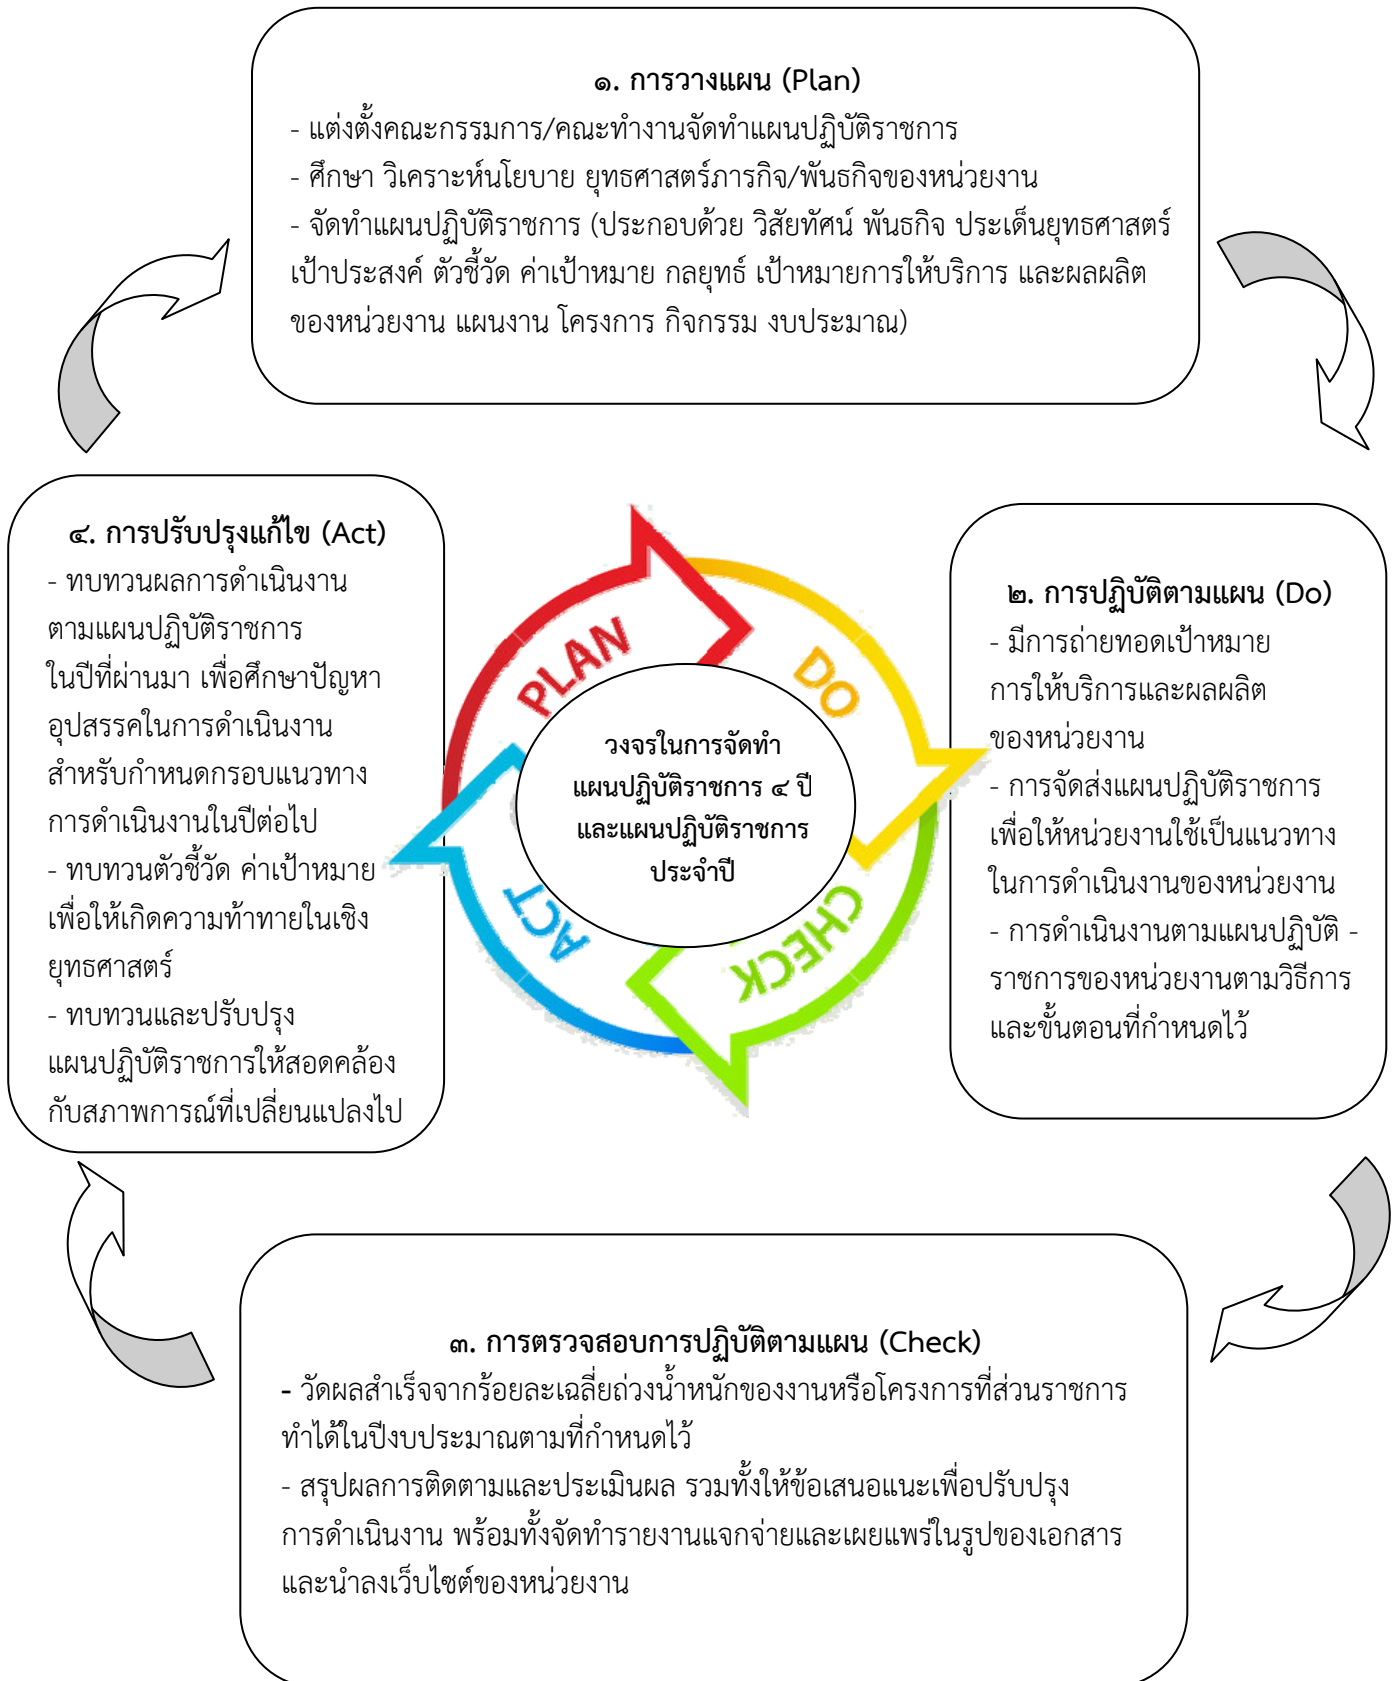 ๑. การวางแผน (Plan)
- แต่งตั้งคณะกรรมการ/คณะทำงานจัดทำแผนปฏิบัติราชการ
- ศึกษา วิเคราะห์นโยบาย ยุทธศาสตร์ภารกิจ/พันธกิจของหน่วยงาน
- จัดทำแผนปฏิบัติราชการ (ประกอบด้วย วิสัยทัศน์ พันธกิจ ประเด็นยุทธศาสตร์
เป้าประสงค์ ตัวชี้วัด ค่าเป้าหมาย กลยุทธ์ เป้าหมายการให้บริการ และผลผลิต
ของหน่วยงาน แผนงาน โครงการ กิจกรรม งบประมาณ)
๔. การปรับปรุงแก้ไข (Act)
- ทบทวนผลการดำเนินงาน
ตามแผนปฏิบัติราชการ
ในปีที่ผ่านมา เพื่อศึกษาปัญหา
อุปสรรคในการดำเนินงาน
สำหรับกำหนดกรอบแนวทาง
การดำเนินงานในปีต่อไป
- ทบทวนตัวชี้วัด ค่าเป้าหมาย
เพื่อให้เกิดความท้าทายในเชิง
ยุทธศาสตร์
- ทบทวนและปรับปรุง
แผนปฏิบัติราชการให้สอดคล้อง
กับสภาพการณ์ที่เปลี่ยนแปลงไป
PLAN
DO
CHECK
ACT
วงจรในการจัดทำ
แผนปฏิบัติราชการ ๔ ปี
และแผนปฏิบัติราชการ
ประจำปี
๒. การปฏิบัติตามแผน (Do)
- มีการถ่ายทอดเป้าหมาย
การให้บริการและผลผลิต
ของหน่วยงาน
- การจัดส่งแผนปฏิบัติราชการ
เพื่อให้หน่วยงานใช้เป็นแนวทาง
ในการดำเนินงานของหน่วยงาน
- การดำเนินงานตามแผนปฏิบัติ -
ราชการของหน่วยงานตามวิธีการ
และขั้นตอนที่กำหนดไว้
๓. การตรวจสอบการปฏิบัติตามแผน (Check)
- วัดผลสำเร็จจากร้อยละเฉลี่ยถ่วงน้ำหนักของงานหรือโครงการที่ส่วนราชการ
ทำได้ในปีงบประมาณตามที่กำหนดไว้
- สรุปผลการติดตามและประเมินผล รวมทั้งให้ข้อเสนอแนะเพื่อปรับปรุง
การดำเนินงาน พร้อมทั้งจัดทำรายงานแจกจ่ายและเผยแพร่ในรูปของเอกสาร
และนำลงเว็บไซต์ของหน่วยงาน